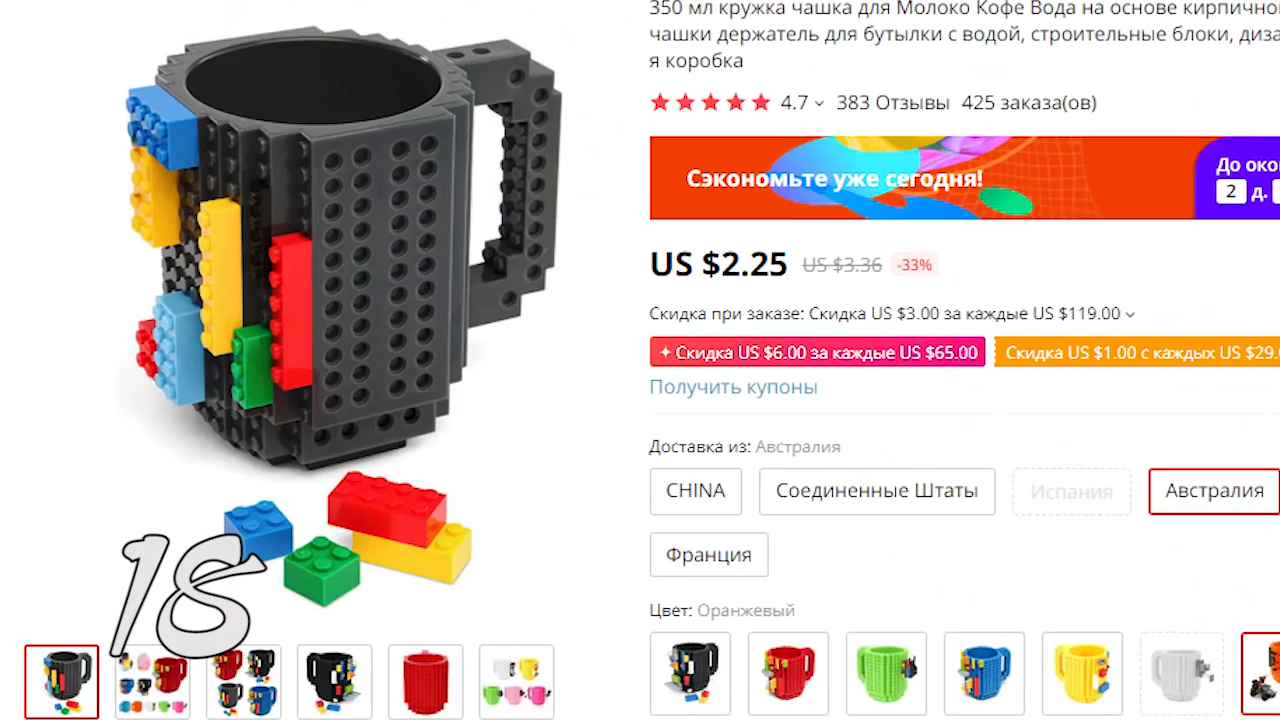 350 мл кружка чашка для Молоко Кофе Вода на основе кирпично
чашки держатель для бутылки с водой, строительные блоки, диза
я коробка
4.7 383 Отзывы 425 заказа(ов)
Сэкономьте уже сегодня!
До око
2 д.
US $2.25 US $3.36 -33%
Скидка при заказе: Скидка US $3.00 за каждые US $119.00
Скидка US $6.00 за каждые US $65.00
Скидка US $1.00 с каждых US $29.
Получить купоны
Доставка из: Австралия
CHINA
Соединенные Штаты
Испания
Австралия
Франция
Цвет: Оранжевый
18